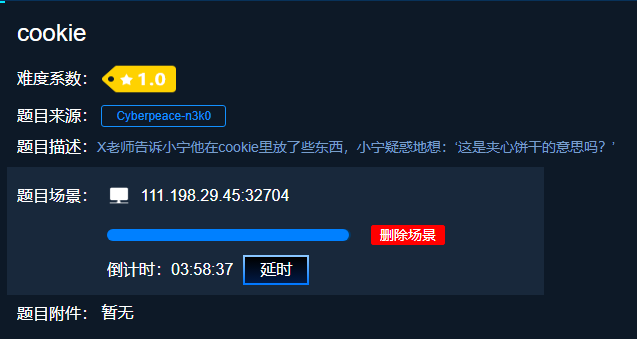 cookie
难度系数： 1.0
题目来源： Cyberpeace-n3k0
题目描述：X老师告诉小宁他在cookie里放了些东西，小宁疑惑地想：‘这是夹心饼干的意思吗？’
题目场景： 111.198.29.45:32704
删除场景
倒计时：03:58:37 延时
题目附件： 暂无